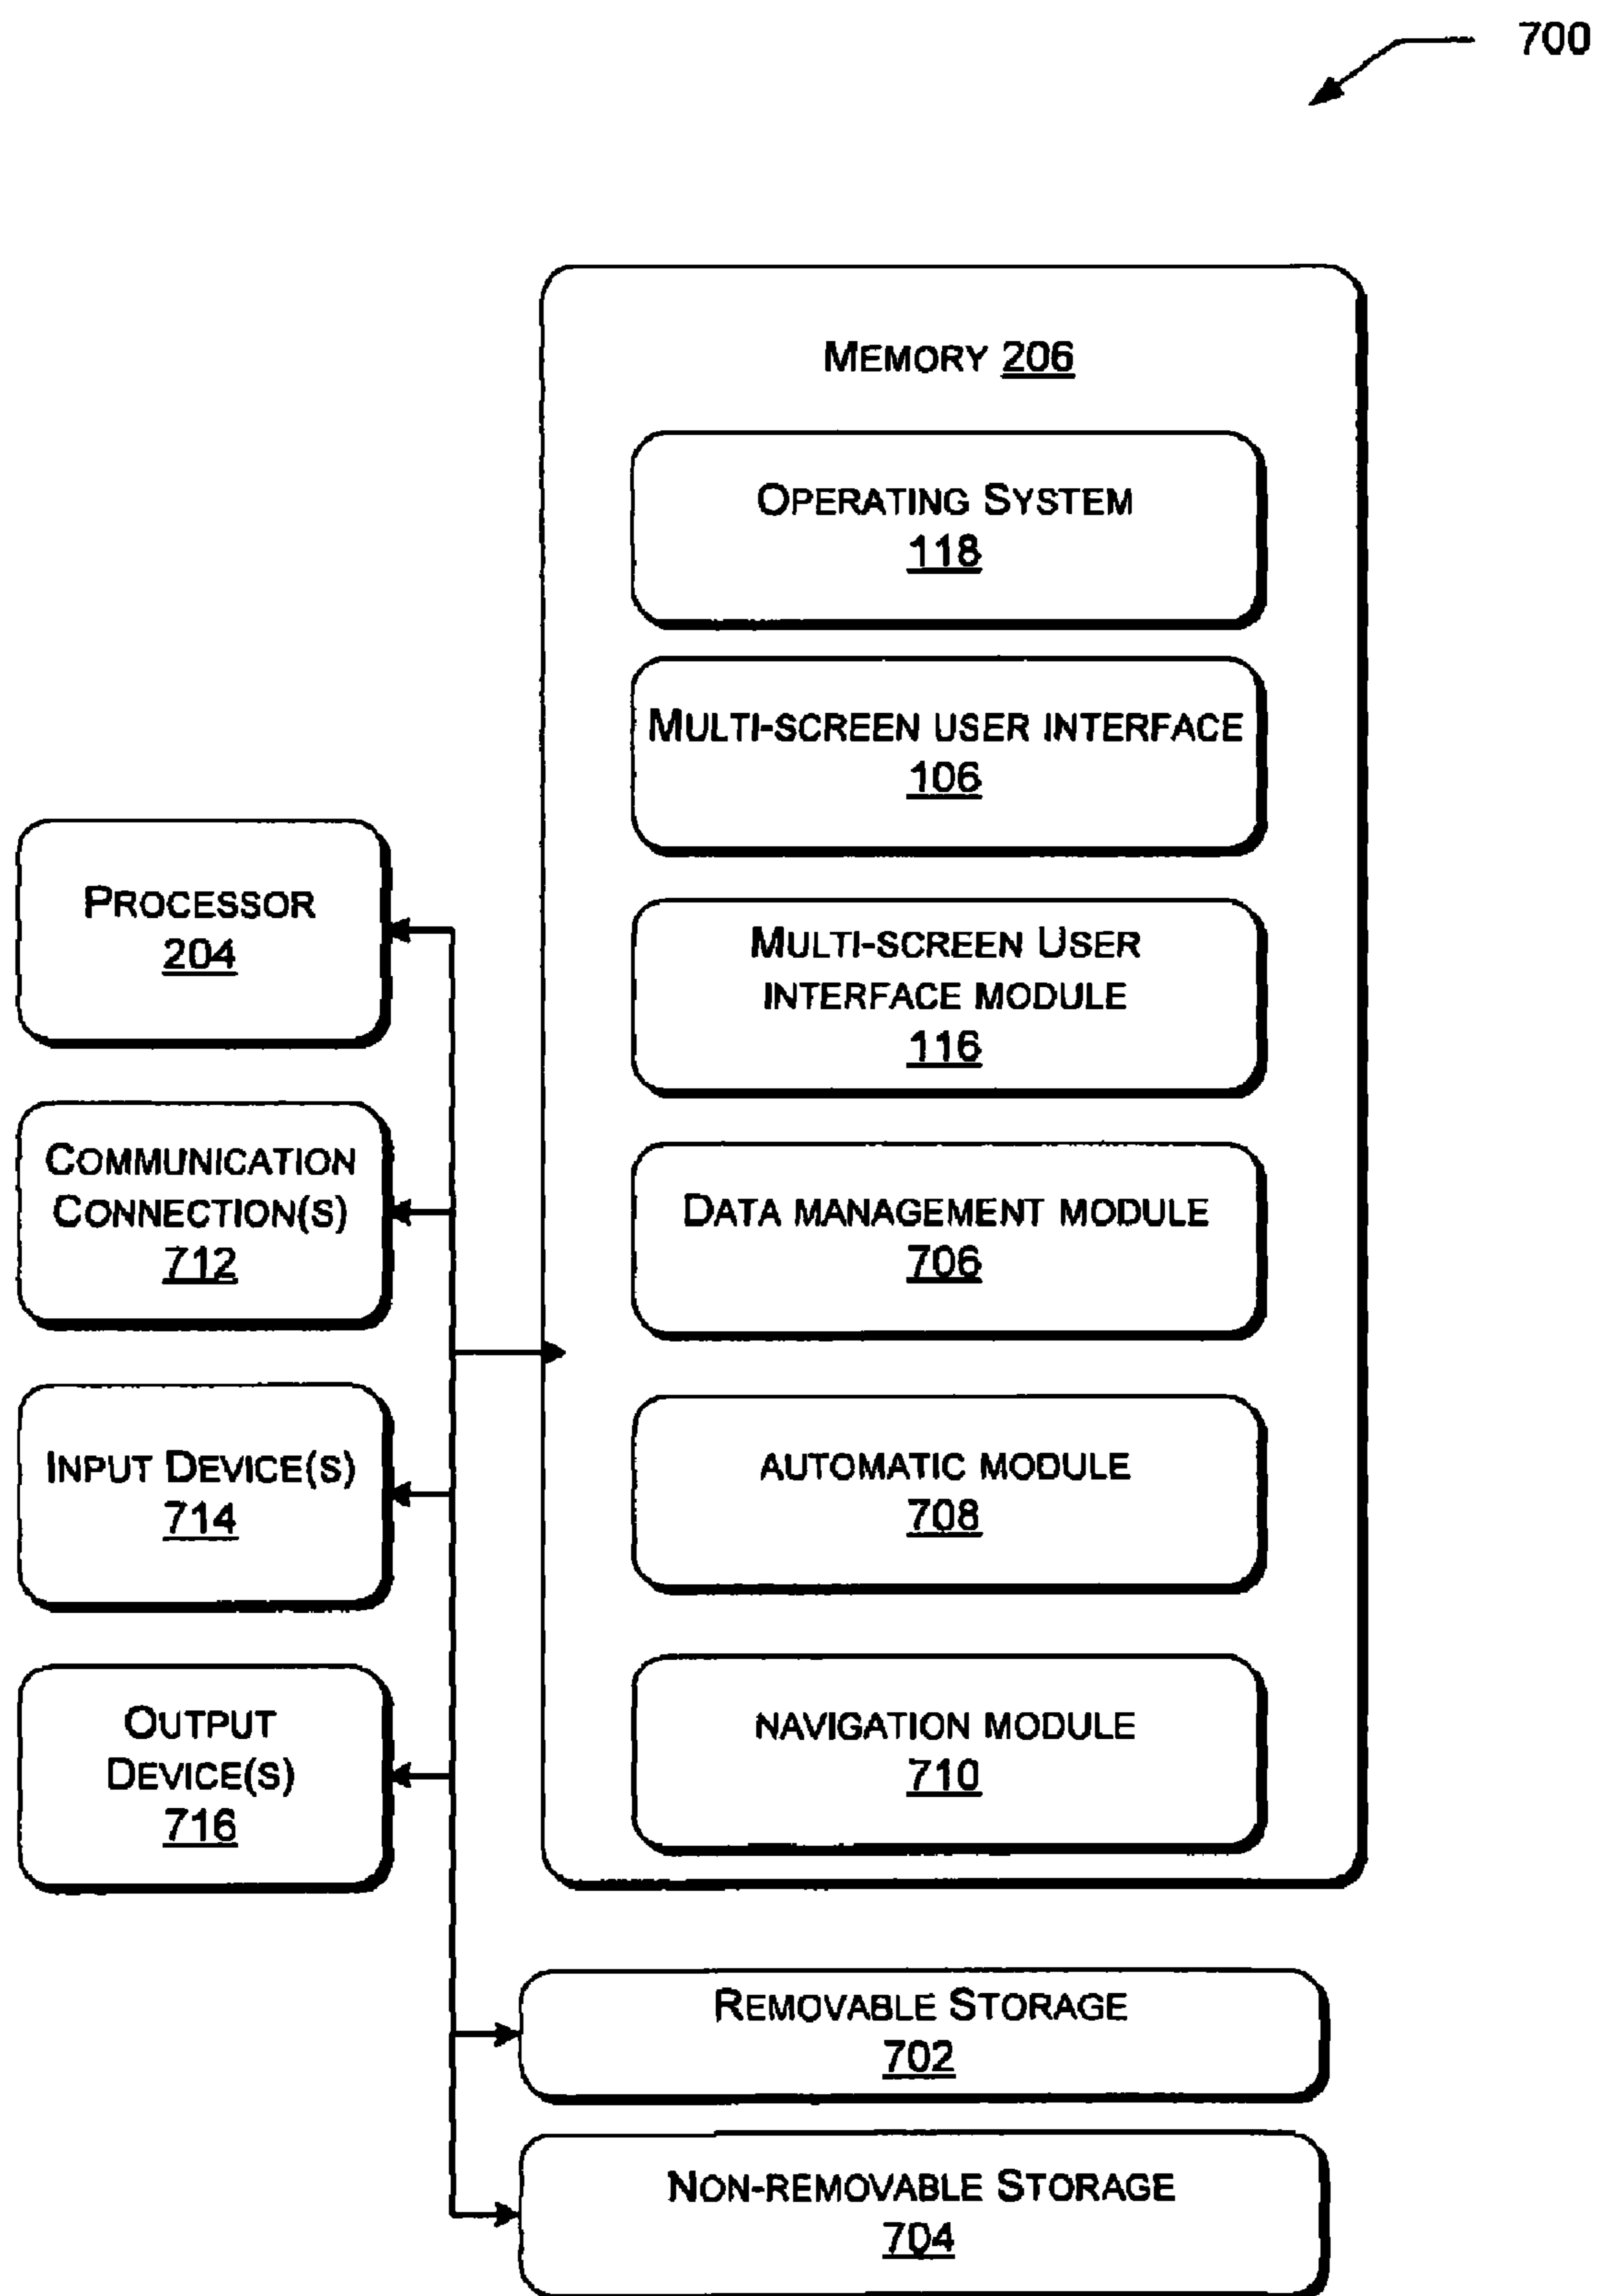 700
MEMORY 206
OPERATING SYSTEM
118
MULTI-SCREEN USER INTERFACE
106
MULTI-SCREEN USER
INTERFACE MODULE
116
DATA MANAGEMENT MODULE
706
AUTOMATIC MODULE
708
NAVIGATION MODULE
710
PROCESSOR
204
COMMUNICATION
CONNECTION(S)
712
INPUT DEVICE(S)
714
OUTPUT
DEVICE(S)
716
REMOVABLE STORAGE
702
NON-REMOVABLE STORAGE
704